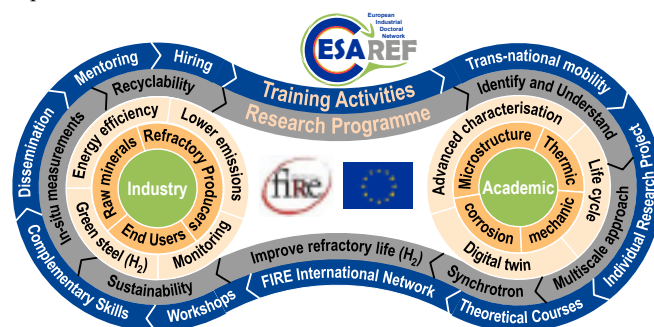 European
Industrial
Doctoral
Network
CESAREF
Training Activities
Research Programme
Dissemination
Mentoring
Hiring
Trans-national mobility
Individual Research Project
Theoretical Courses
FIRE International Network
Workshops
Complementary Skills
In-situ measurements
Recyclability
Identify and Understand
Multiscale approach
Synchrotron
Improve refractory life (H₂)
Sustainability
Energy efficiency
Lower emissions
Monitoring
Green steel (H₂)
Raw minerals
Refractory Producers
End Users
Industry
fiRe
Advanced characterisation
Life cycle
Digital twin
Microstructure
Thermic
mechanic
corrosion
Academic